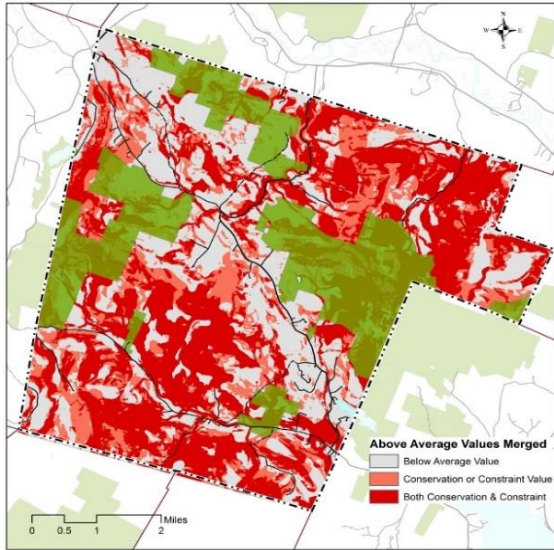 N
W E
S
Above Average Values Merged
Below Average Value
Conservation or Constraint Value
Both Conservation & Constraint
0 0.5 1 2
Miles